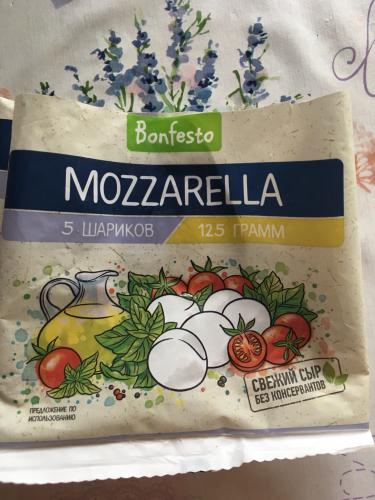 Bonfesto
MOZZARELLA
5 ШАРИКОВ 125 ГРАММ
СВЕЖИЙ СЫР
БЕЗ КОНСЕРВАНТОВ
ПРЕДЛОЖЕНИЕ ПО
ИСПОЛЬЗОВАНИЮ